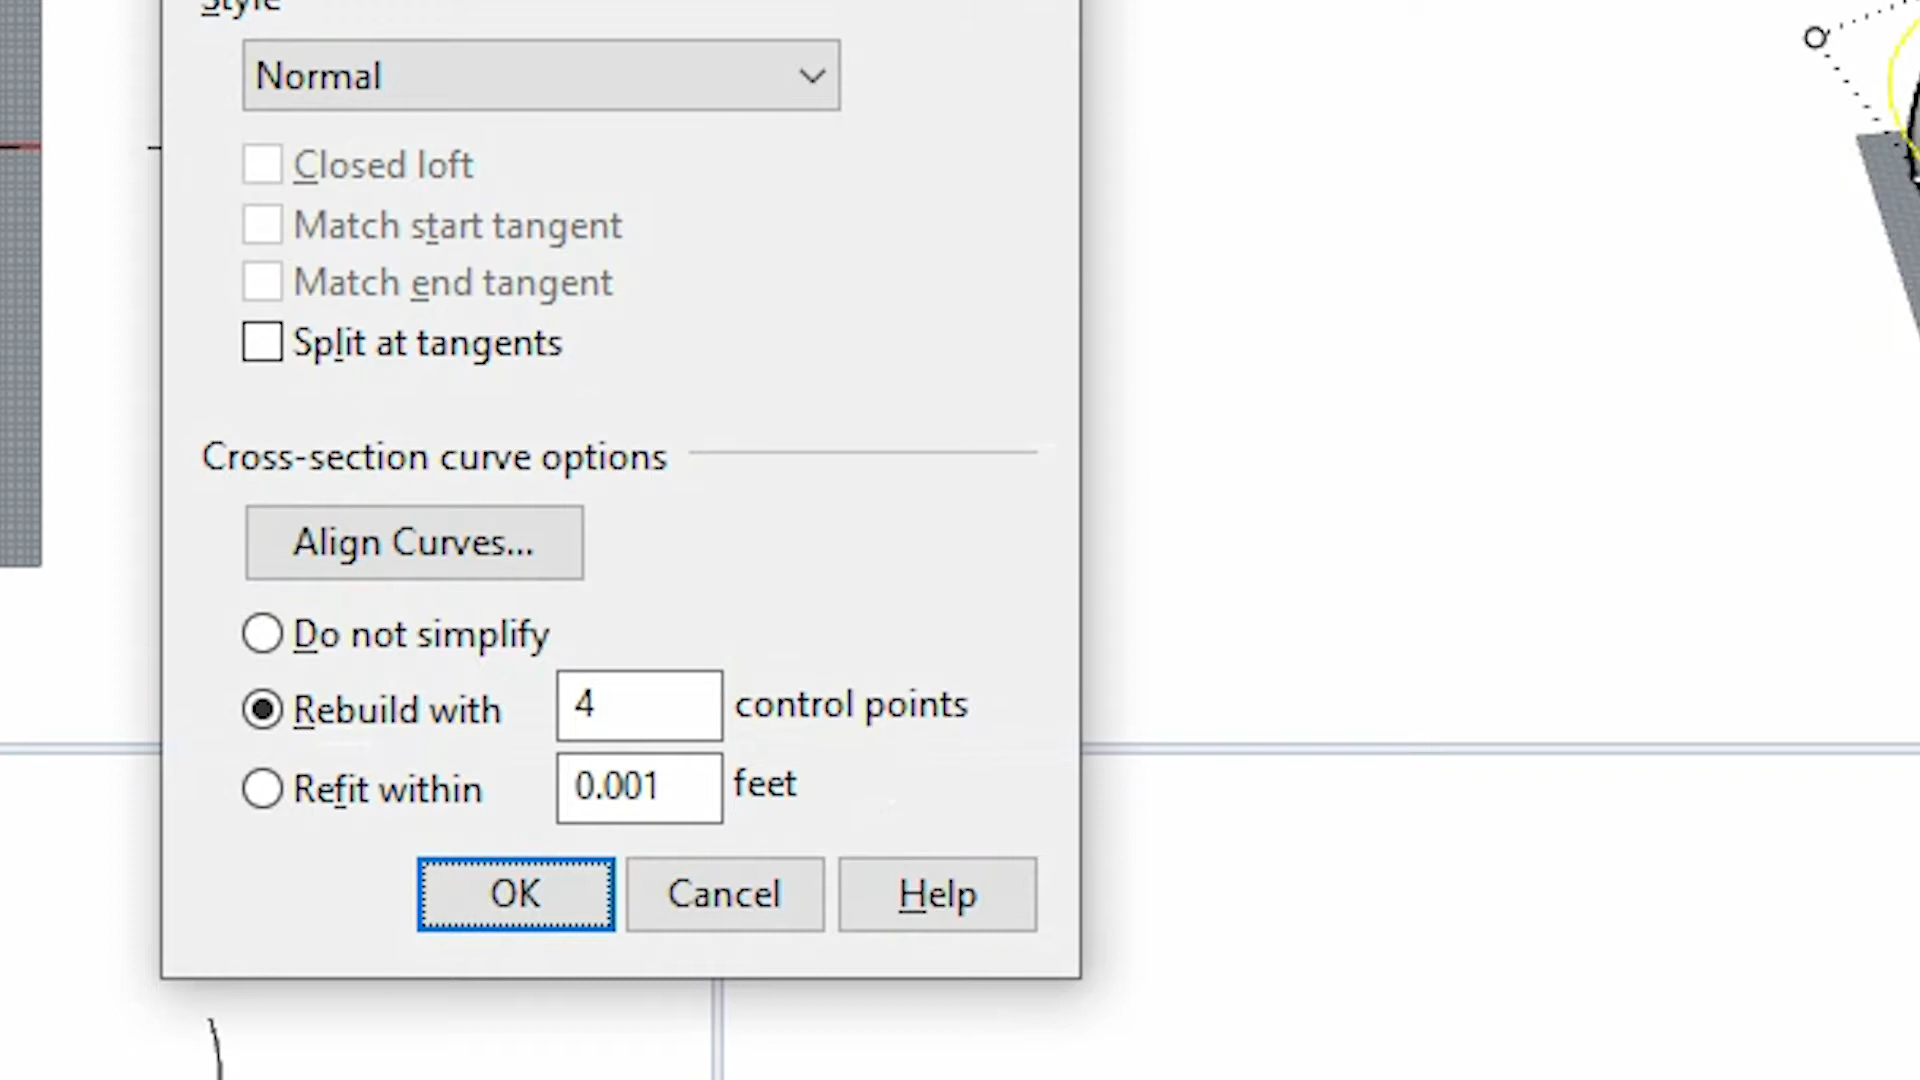 Style
Normal
Closed loft
Match start tangent
Match end tangent
Split at tangents
Cross-section curve options
Align Curves...
Do not simplify
Rebuild with 4 control points
Refit within 0.001 feet
OK Cancel Help